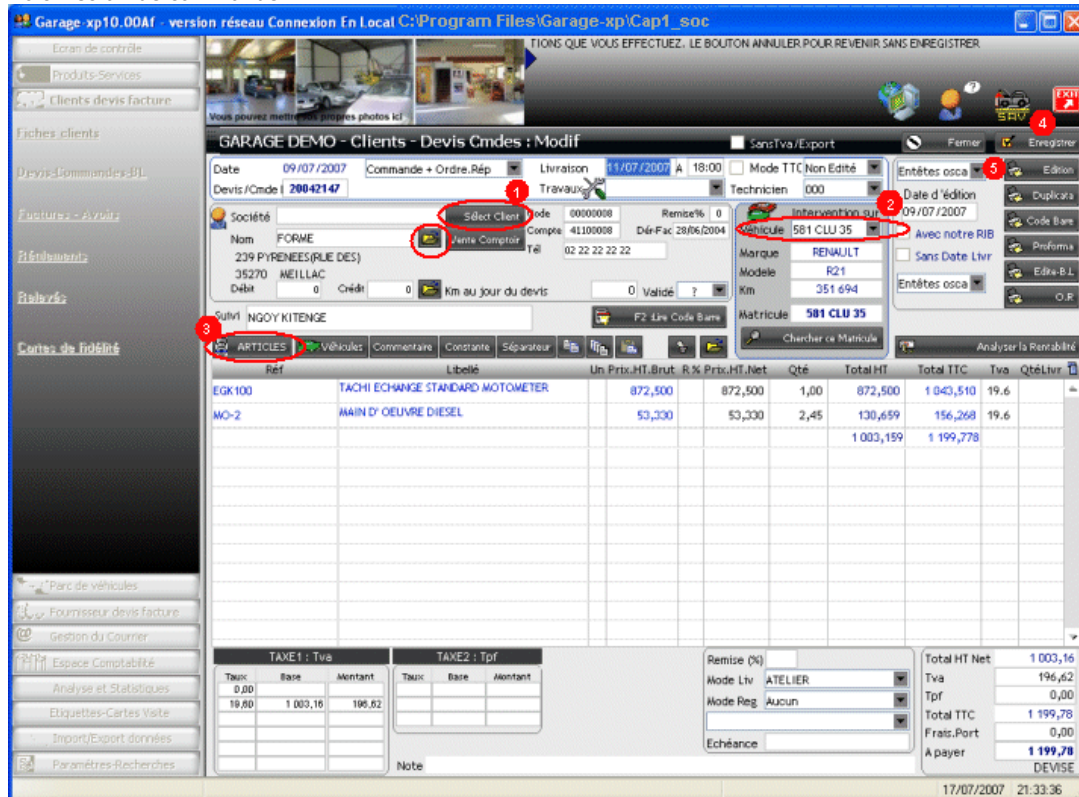 Garage-xp10.00Af - version réseau Connexion En Local C:\Program Files\Garage-xp\Cap1_soc
Ecran de contrôle
Produits-Services
Clients devis facture
Fiches clients
Devis-Commandes-BL
Factures - Avoirs
Réglements
Relevés
Cartes de Fidélité
Parc de véhicules
Fournisseur devis facture
Gestion du Courrier
Espace Comptabilité
Analyse et Statistiques
Etiquettes-Cartes Visite
Import/Export données
Paramétres-Recherches
TIONS QUE VOUS EFFECTUEZ. LE BOUTON ANNULER POUR REVENIR SANS ENREGISTRER
Vous pouvez mettre vos propres photos ici
SAV
EXIT
GARAGE DEMO - Clients - Devis Cmdes : Modif
SansTva/Export
Fermer
4
Enregistrer
Date 09/07/2007 Commande + Ordre.Rép Livraison 11/07/2007 A 18:00 Mode TTC Non Edité
Devis/Cmde 20042147 Travaux Technicien 000
1
Société
Sélect Client
Code 00000008 Remise% 0
Nom FORME
Vente Comptoir
Compte 41100008 Dér-Fac 28/06/2004
239 PYRENEES(RUE DES)
Tél 02 22 22 22 22
35270 MEILLAC
Débit 0 Crédit 0 Km au jour du devis 0 Validé ?
Suivi NGOY KITENGE
F2 :Lire Code Barre
2
Intervention sur
Véhicule 581 CLU 35
Marque RENAULT
Modele R21
Km 351 694
Matricule 581 CLU 35
Chercher ce Matricule
5
Entêtes osca
Date d'édition
09/07/2007
Avec notre RIB
Sans Date Livr
Entêtes osca
Edition
Duplicata
Code Bare
Proforma
Edite-B.L
O.R
3
ARTICLES Véhicules Commentaire Constante Séparateur
Analyser la Rentabilité
Réf Libellé Un Prix.HT.Brut R.% Prix.HT.Net Qté Total HT Total TTC Tva QtéLivr
EGK100 TACHI ECHANGE STANDARD MOTOMETER 872,500 872,500 1,00 872,500 1 043,510 19.6
MO-2 MAIN D' OEUVRE DIESEL 53,330 53,330 2,45 130,659 156,268 19.6
1 003,159 1 199,778
TAXE1 : Tva
Taux Base Montant
0,00
19,60 1 003,16 196,62
TAXE2 : Tpf
Taux Base Montant
Note
Remise (%)
Mode Liv ATELIER
Mode Reg Aucun
Echéance
Total HT Net 1 003,16
Tva 196,62
Tpf 0,00
Total TTC 1 199,78
Frais.Port 0,00
A payer 1 199,78
DEVISE
17/07/2007 21:33:36